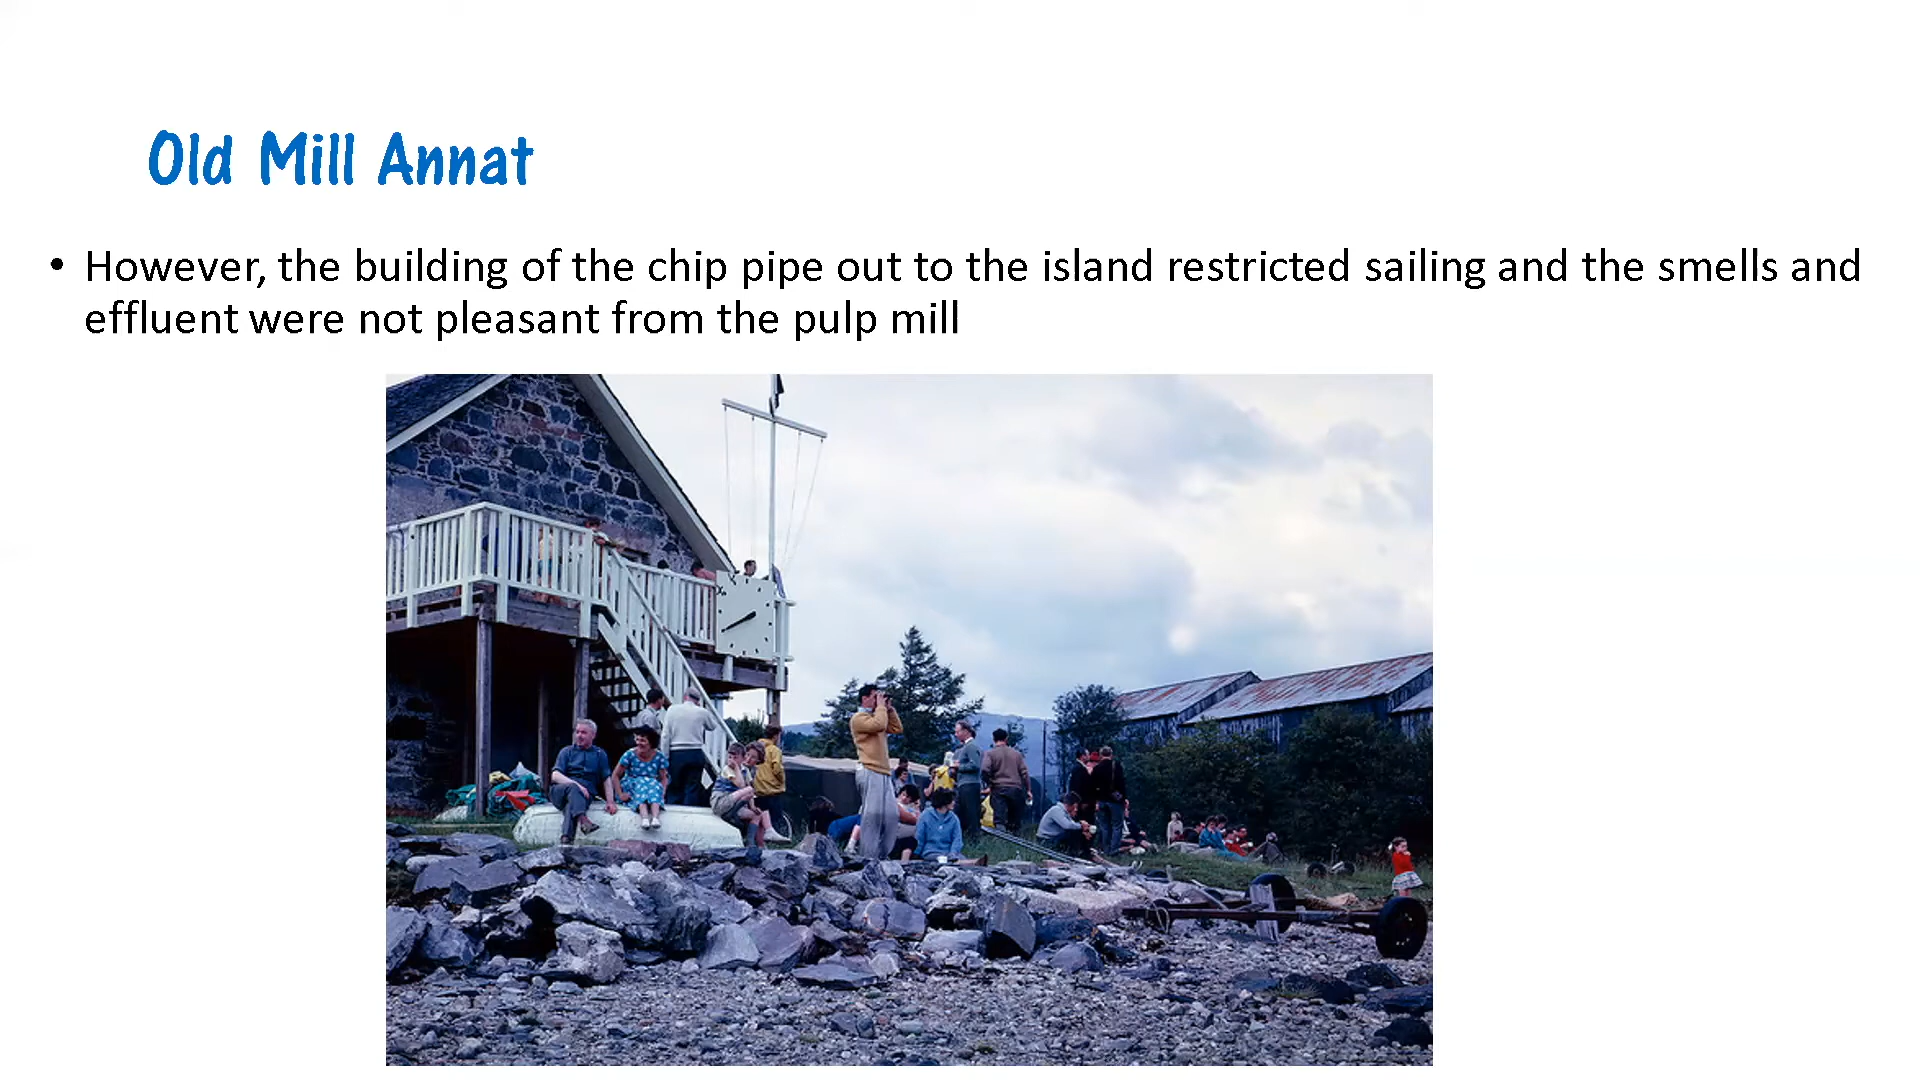 Old Mill Annat
• However, the building of the chip pipe out to the island restricted sailing and the smells and
effluent were not pleasant from the pulp mill